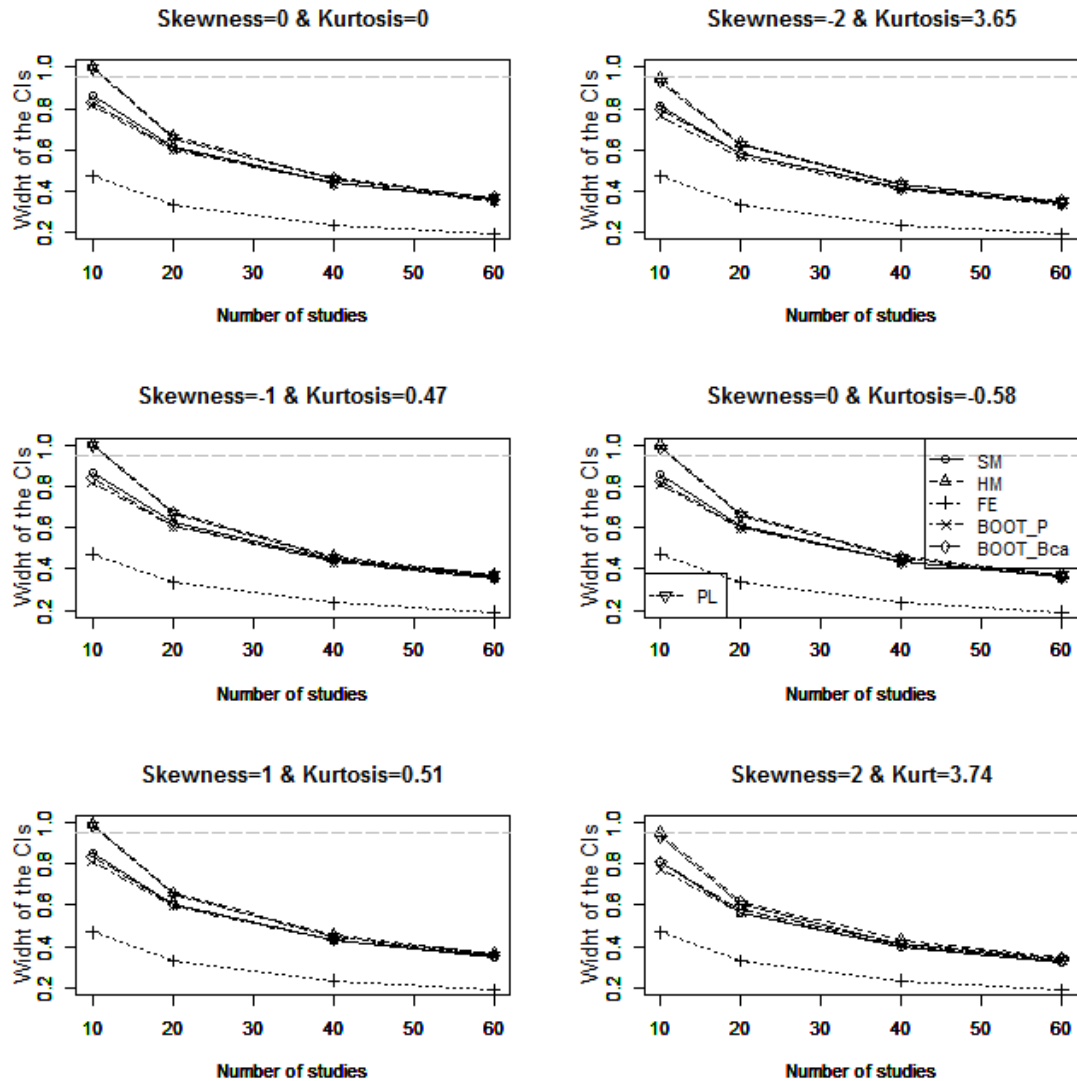 Skewness=0 & Kurtosis=0
Widht of the CIs
0.2 0.4 0.6 0.8 1.0
10 20 30 40 50 60
Number of studies
Skewness=-2 & Kurtosis=3.65
Widht of the CIs
0.2 0.4 0.6 0.8 1.0
10 20 30 40 50 60
Number of studies
Skewness=-1 & Kurtosis=0.47
Widht of the CIs
0.2 0.4 0.6 0.8 1.0
10 20 30 40 50 60
Number of studies
Skewness=0 & Kurtosis=-0.58
Widht of the CIs
0.2 0.4 0.6 0.8 1.0
SM
HM
FE
BOOT_P
BOOT_Bca
PL
10 20 30 40 50 60
Number of studies
Skewness=1 & Kurtosis=0.51
Widht of the CIs
0.2 0.4 0.6 0.8 1.0
10 20 30 40 50 60
Number of studies
Skewness=2 & Kurt=3.74
Widht of the CIs
0.2 0.4 0.6 0.8 1.0
10 20 30 40 50 60
Number of studies